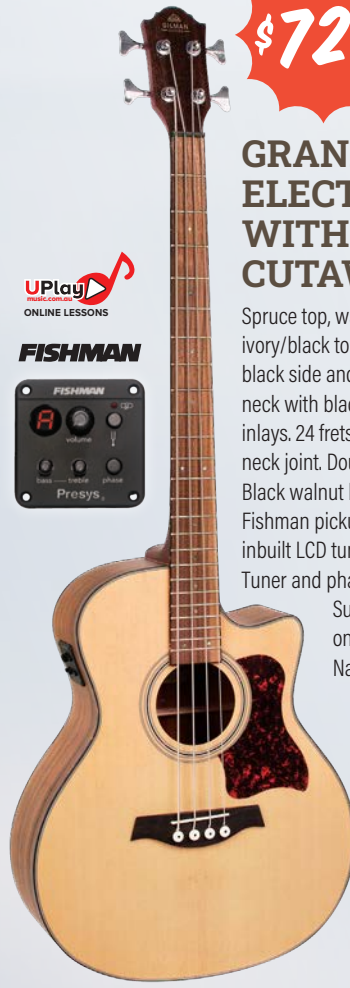 GILMAN
$72
GRAN
ELECT
WITH
CUTAW
Spruce top, w
ivory/black to
black side and
neck with blac
inlays. 24 frets
neck joint. Dou
Black walnut
Fishman picku
inbuilt LCD tun
Tuner and pha
Su
on
Na
UPlay
music.com.au
ONLINE LESSONS
FISHMAN
FISHMAN
A
volume
bass treble phase
Presys